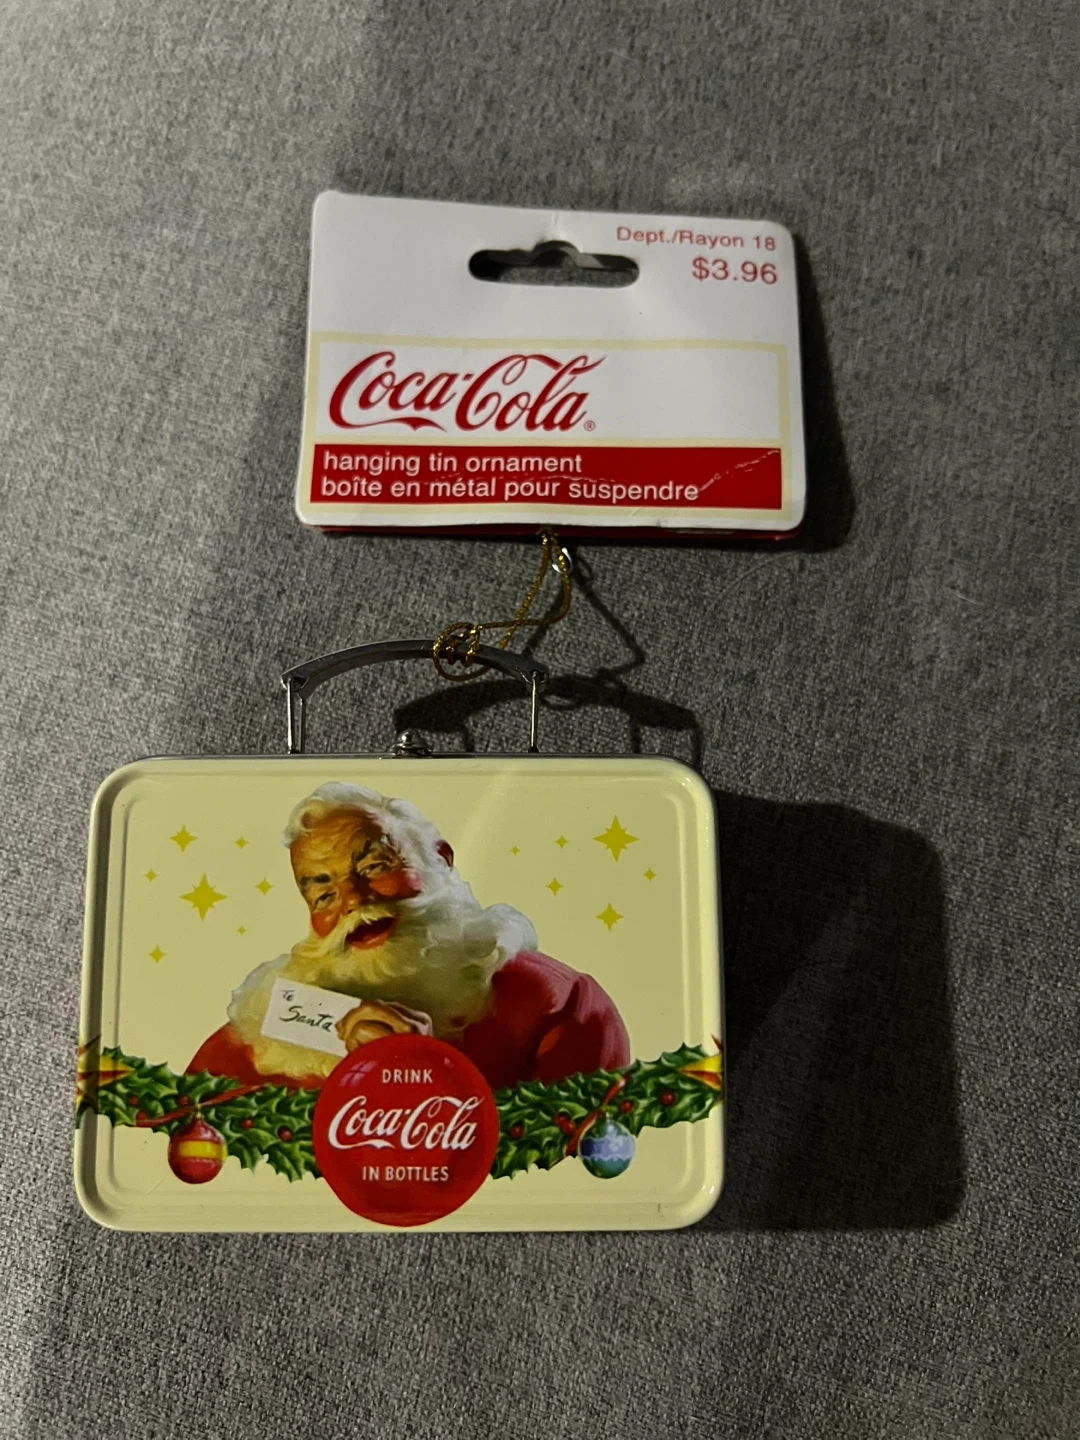 Dept./Rayon 18
$3.96
Coca-Cola®
hanging tin ornament
boîte en métal pour suspendre
To
Santa
DRINK
Coca-Cola
IN BOTTLES